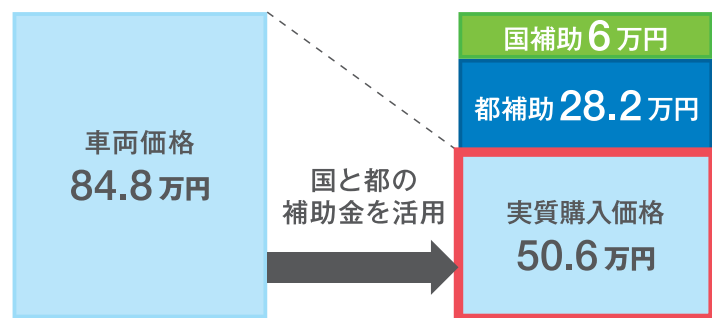 車両価格
84.8万円
国と都の
補助金を活用
国補助6万円
都補助28.2万円
実質購入価格
50.6万円